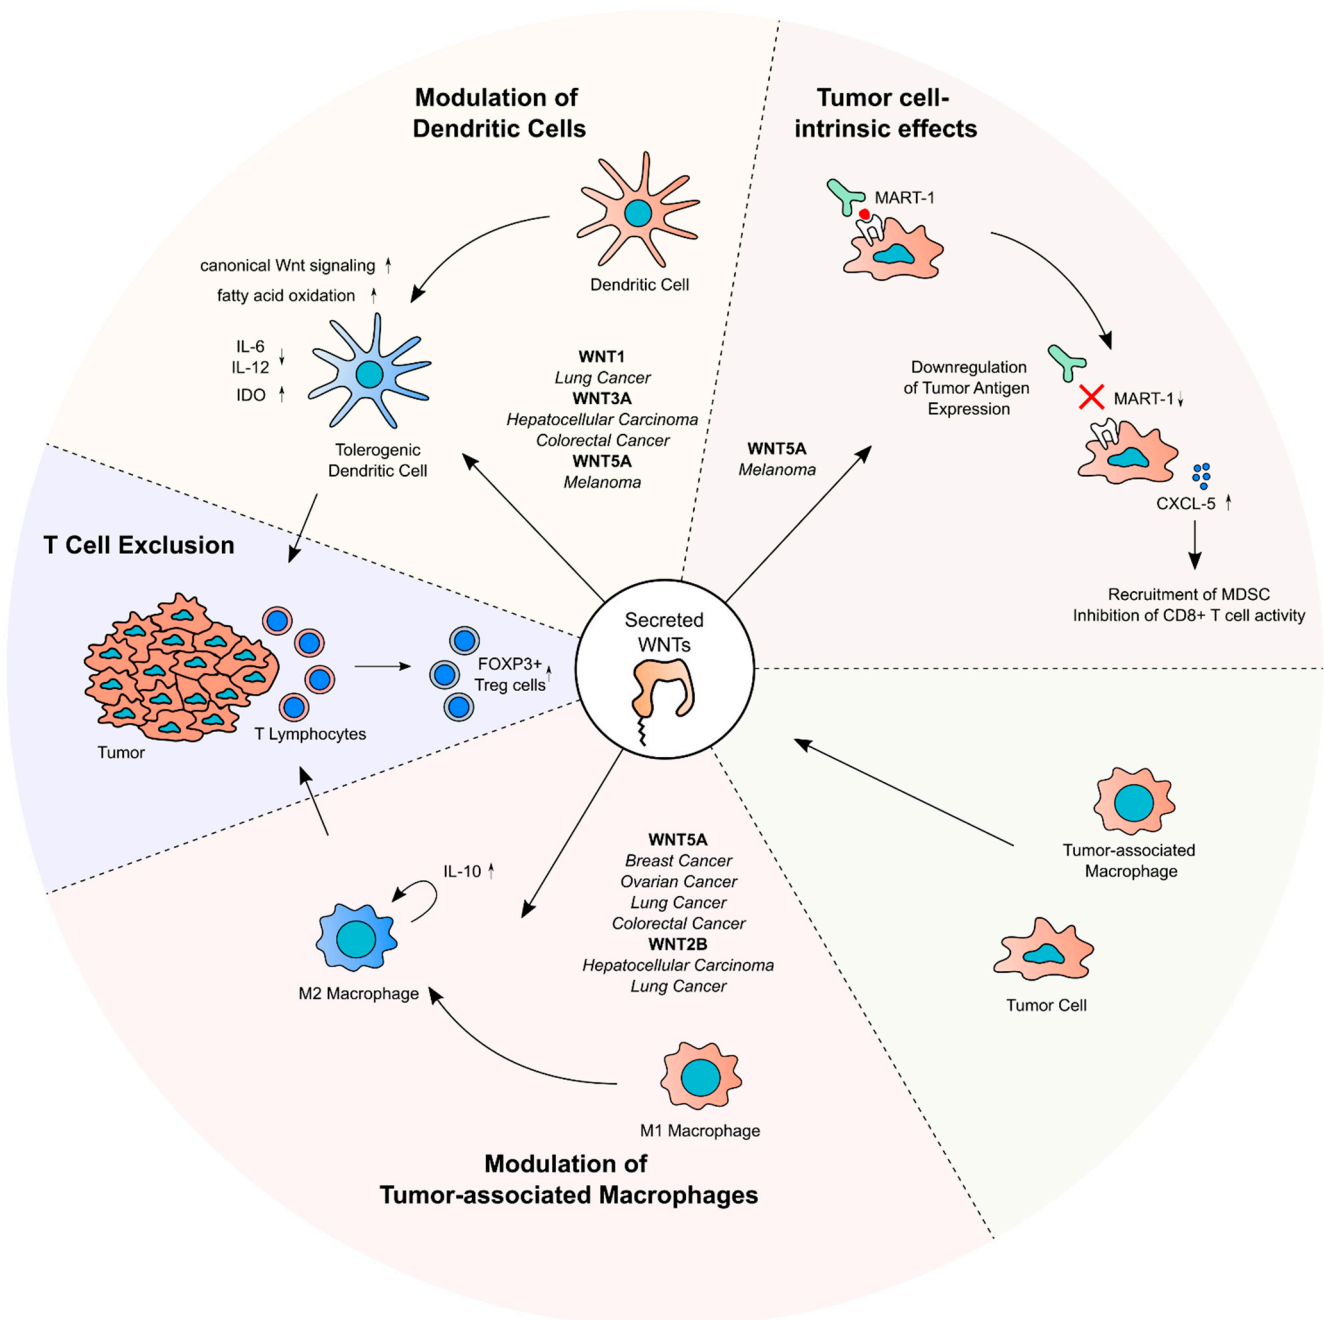 Modulation of
Dendritic Cells
Dendritic Cell
canonical Wnt signaling ↑
fatty acid oxidation ↑
IL-6
IL-12 ↓
IDO ↑
Tolerogenic
Dendritic Cell
WNT1
Lung Cancer
WNT3A
Hepatocellular Carcinoma
Colorectal Cancer
WNT5A
Melanoma
Tumor cell-
intrinsic effects
MART-1
Downregulation
of Tumor Antigen
Expression
MART-1↓
WNT5A
Melanoma
CXCL-5 ↑
Recruitment of MDSC
Inhibition of CD8+ T cell activity
T Cell Exclusion
Tumor
T Lymphocytes
FOXP3+
Treg cells ↑
Secreted
WNTs
Tumor-associated
Macrophage
Tumor Cell
WNT5A
Breast Cancer
Ovarian Cancer
Lung Cancer
Colorectal Cancer
WNT2B
Hepatocellular Carcinoma
Lung Cancer
IL-10 ↑
M2 Macrophage
M1 Macrophage
Modulation of
Tumor-associated Macrophages